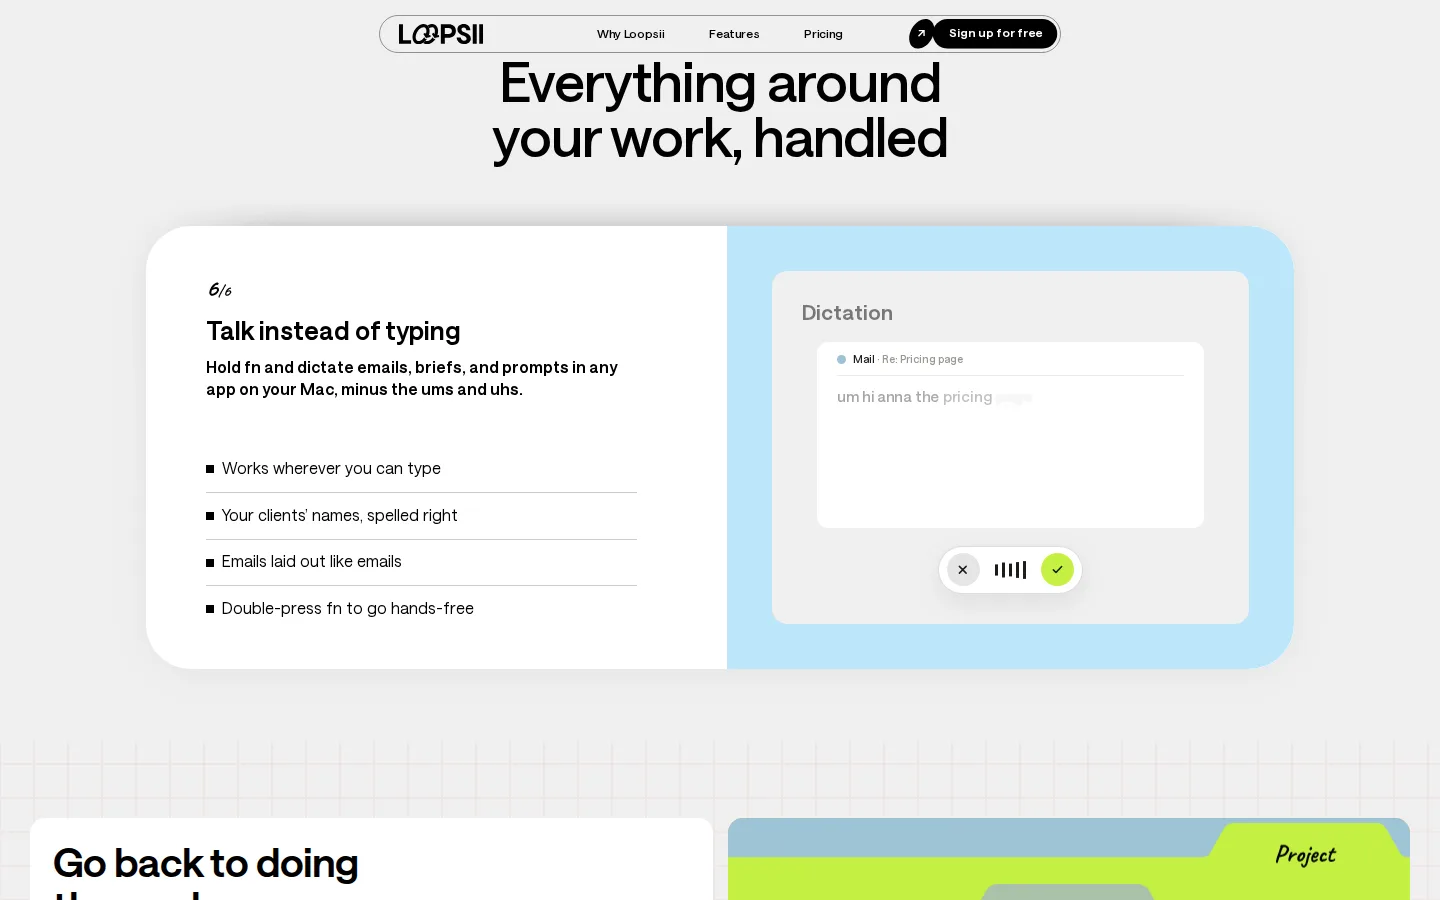 LOOPSII
Why Loopsii
Features
Pricing
Sign up for free
Everything around
your work, handled
6/6
Talk instead of typing
Hold fn and dictate emails, briefs, and prompts in any
app on your Mac, minus the ums and uhs.
Works wherever you can type
Your clients’ names, spelled right
Emails laid out like emails
Double-press fn to go hands-free
Dictation
Mail · Re: Pricing page
um hi anna the pricing
Go back to doing
Project